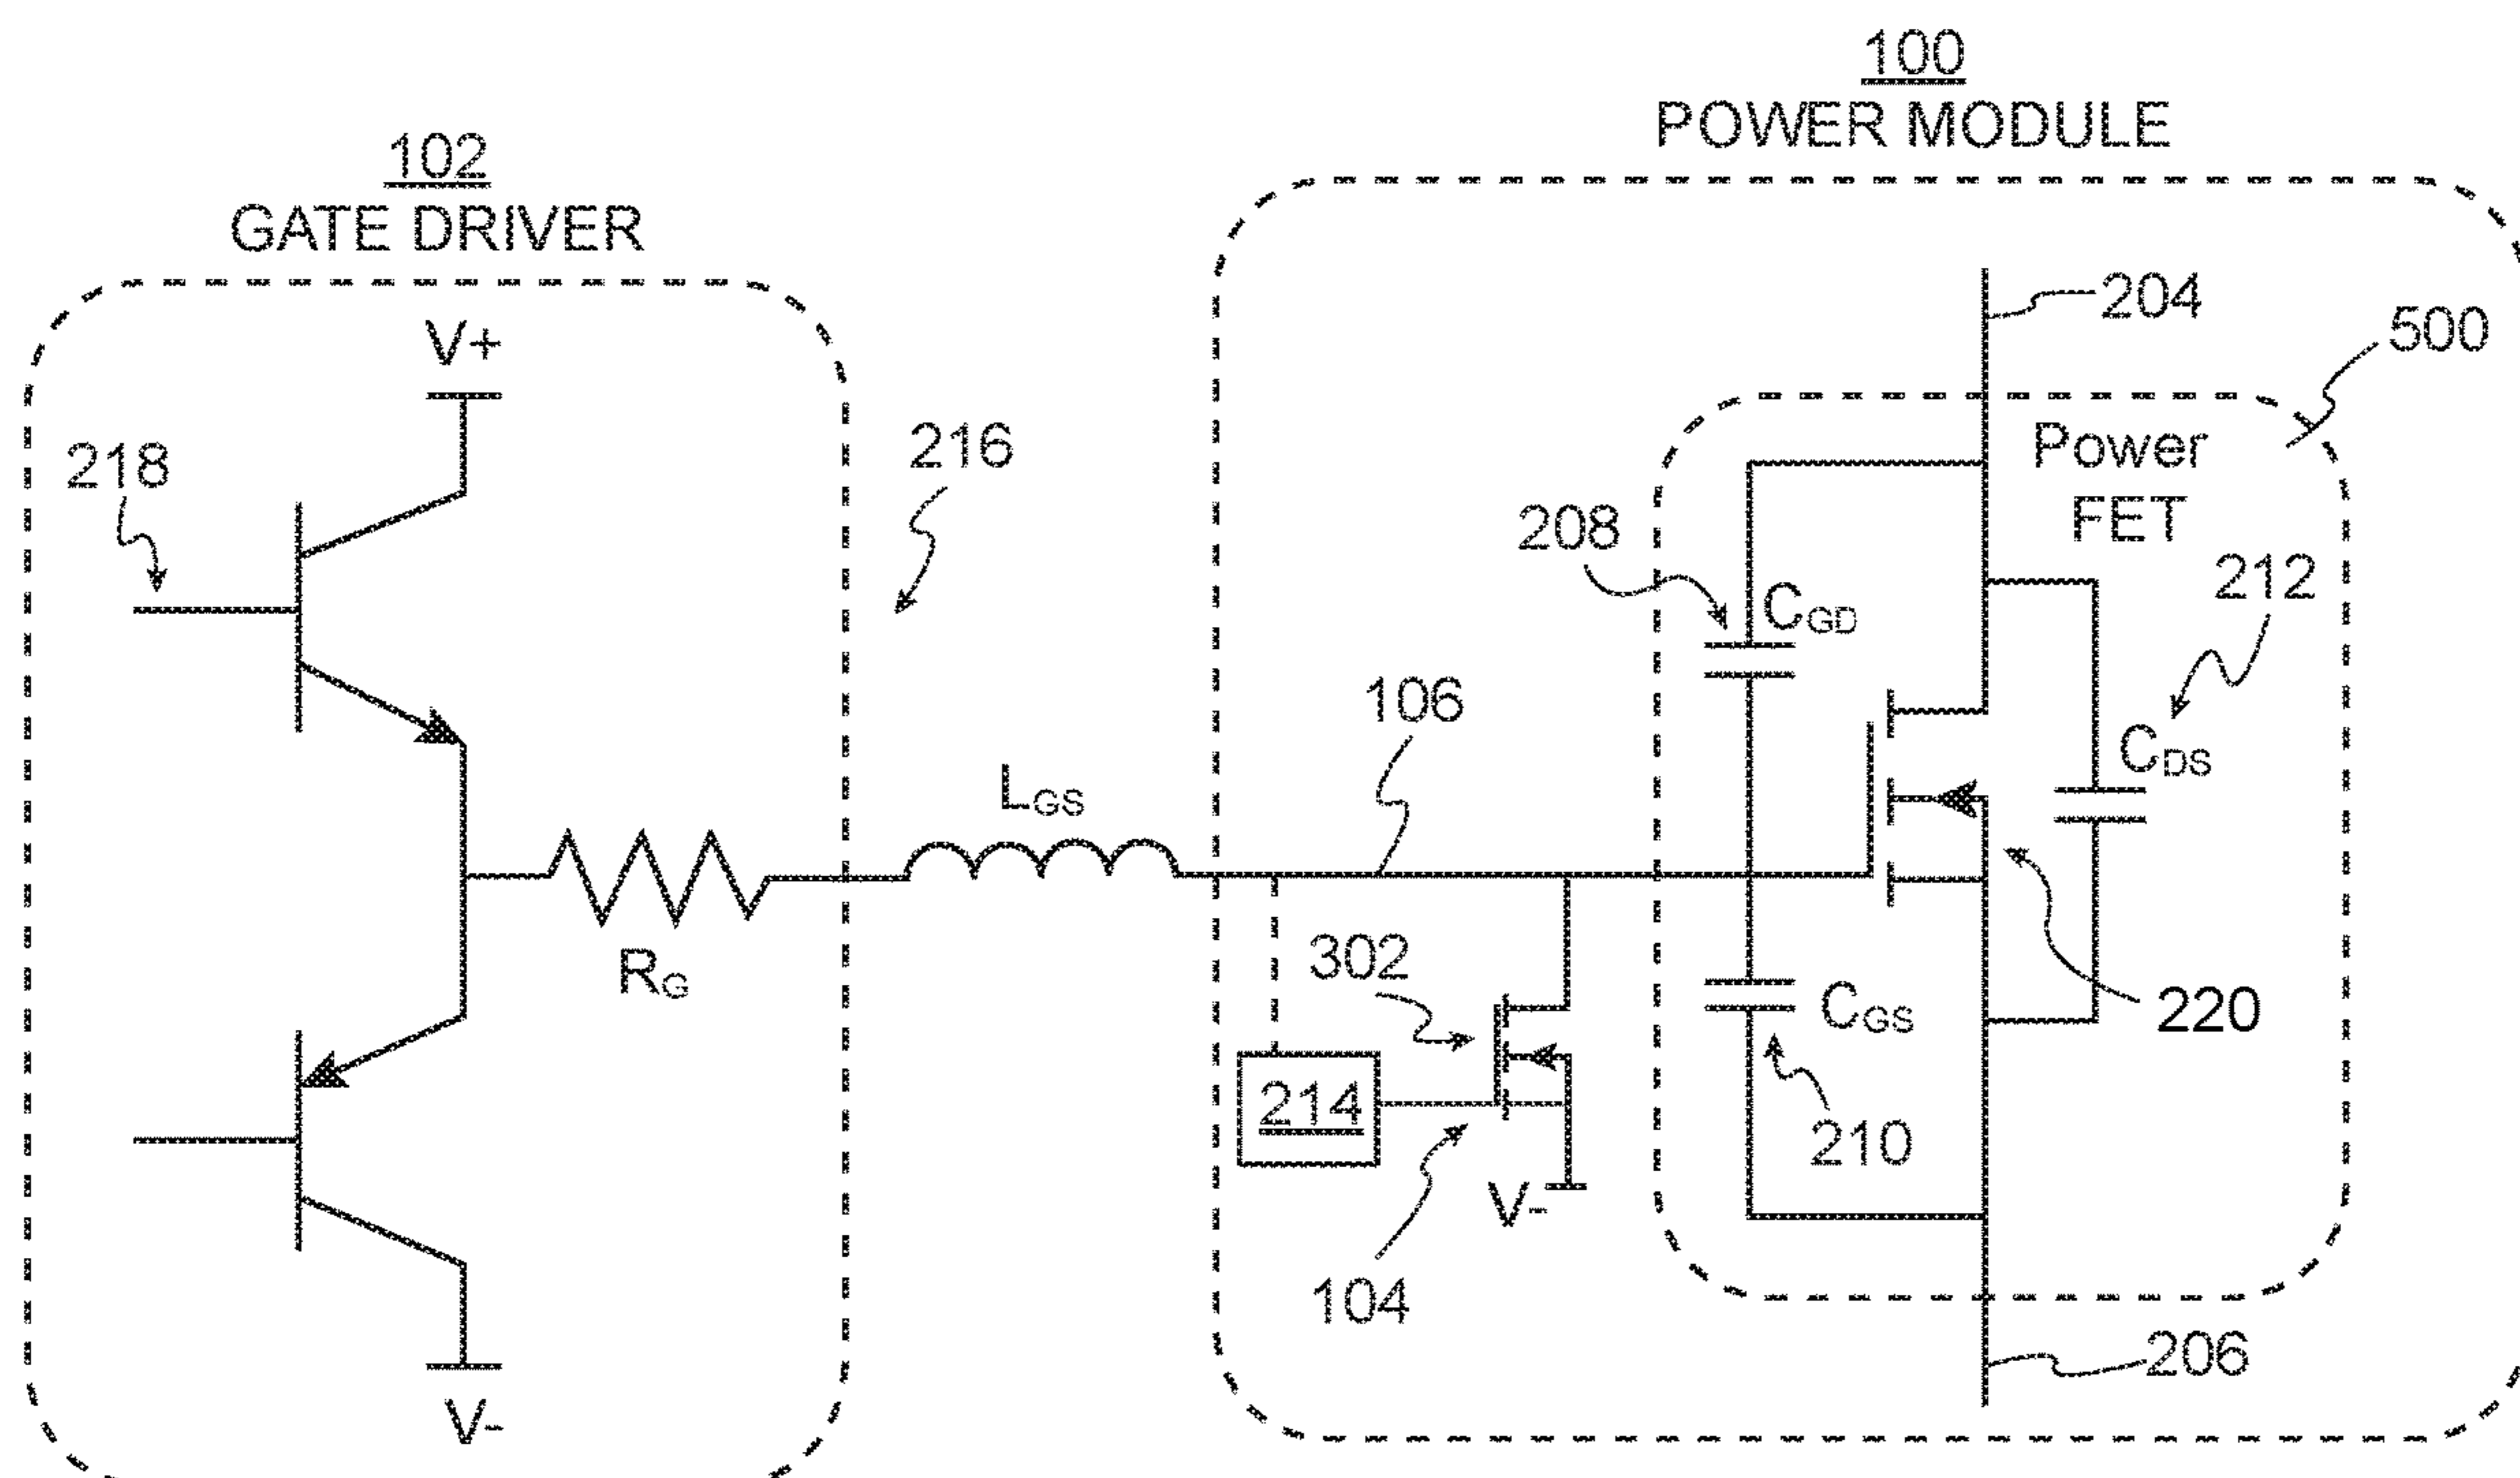 100
POWER MODULE
102
GATE DRIVER
204
500
V+
Power
FET
218
216
208
212
CGD
106
CDS
LGS
302
RG
CGS
220
214
210
V-
104
206
V-